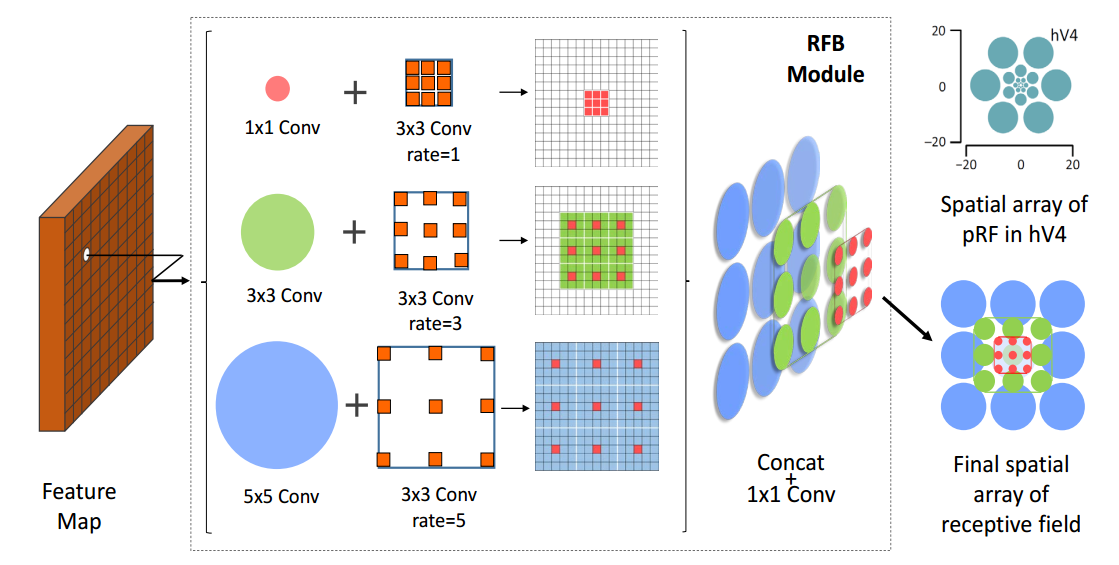 Feature
Map
1x1 Conv
+
3x3 Conv
rate=1
3x3 Conv
+
3x3 Conv
rate=3
5x5 Conv
+
3x3 Conv
rate=5
RFB
Module
Concat
+
1x1 Conv
hV4
20
0
−20
−20 0 20
Spatial array of
pRF in hV4
Final spatial
array of
receptive field